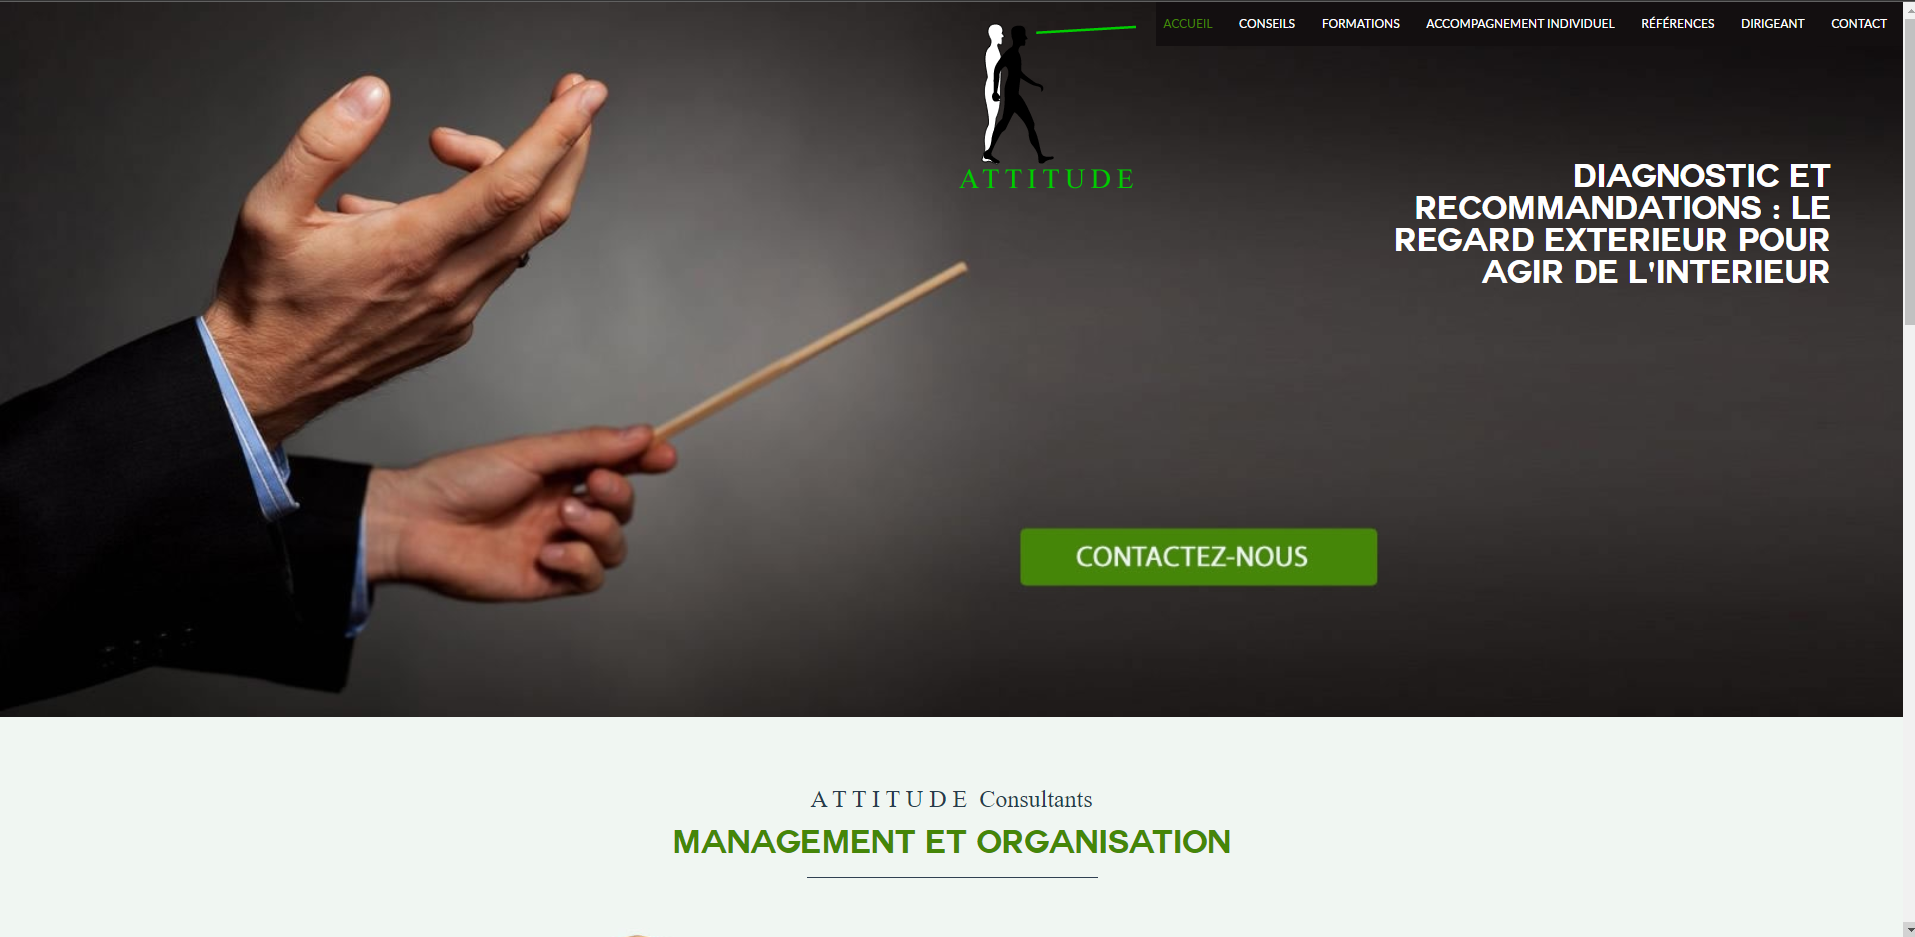 ACCUEIL CONSEILS FORMATIONS ACCOMPAGNEMENT INDIVIDUEL RÉFÉRENCES DIRIGEANT CONTACT
ATTITUDE
DIAGNOSTIC ET
RECOMMANDATIONS : LE
REGARD EXTERIEUR POUR
AGIR DE L'INTERIEUR
CONTACTEZ-NOUS
ATTITUDE Consultants
MANAGEMENT ET ORGANISATION